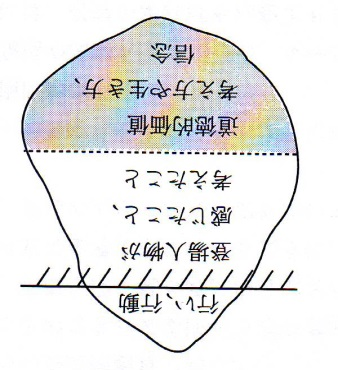 行い、行動
登場人物が
感じたこと、
考えたこと
道徳的価値
考え方や生き方、
信念